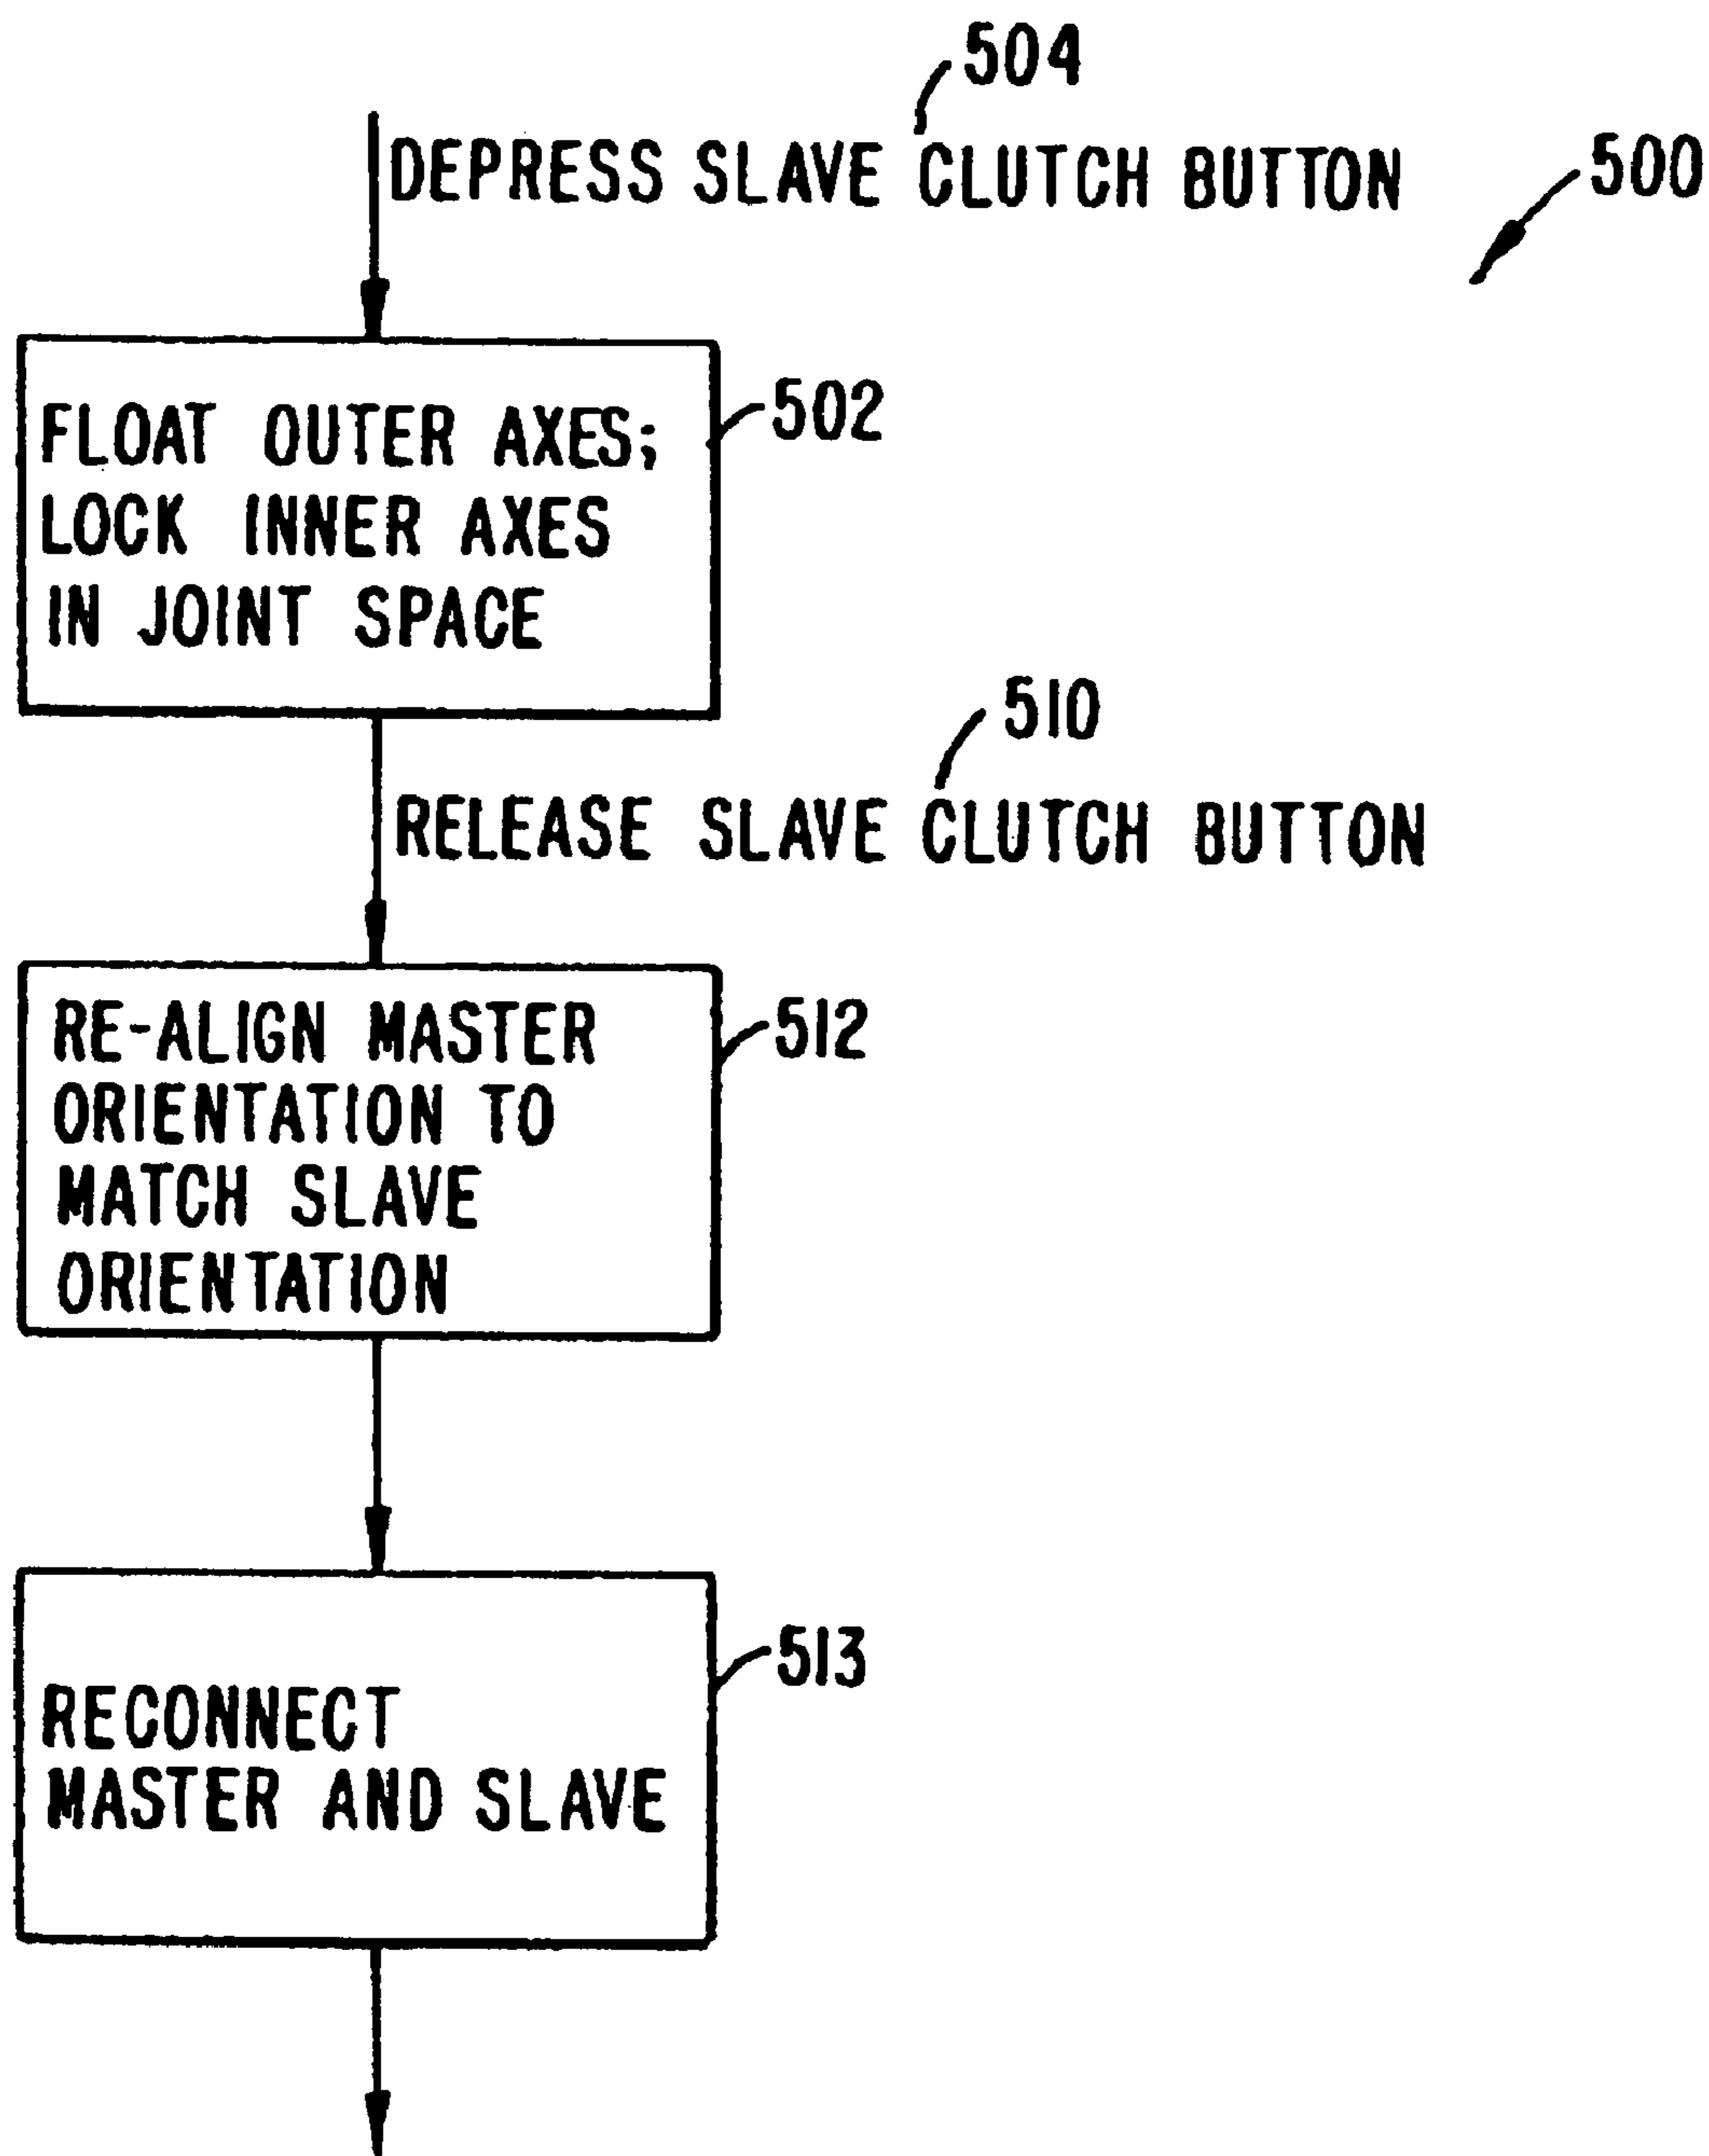 504
DEPRESS SLAVE CLUTCH BUTTON
500
FLOAT OUTER AXES;
LOCK INNER AXES
IN JOINT SPACE
502
510
RELEASE SLAVE CLUTCH BUTTON
RE-ALIGN MASTER
ORIENTATION TO
MATCH SLAVE
ORIENTATION
512
RECONNECT
MASTER AND SLAVE
513